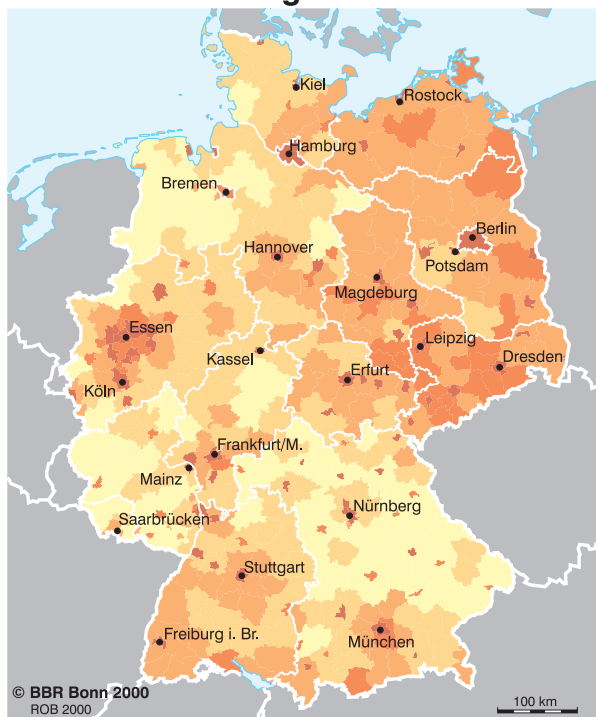 Kiel
Rostock
Hamburg
Bremen
Berlin
Hannover
Potsdam
Magdeburg
Essen
Leipzig
Kassel
Dresden
Erfurt
Köln
Frankfurt/M.
Mainz
Nürnberg
Saarbrücken
Stuttgart
Freiburg i. Br.
München
© BBR Bonn 2000
ROB 2000
100 km